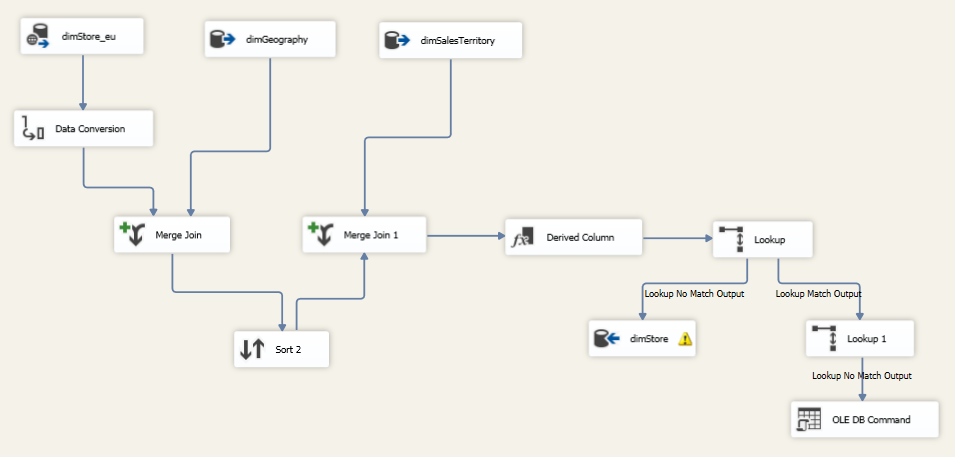 dimStore_eu
dimGeography
dimSalesTerritory
Data Conversion
Merge Join
Merge Join 1
Derived Column
Lookup
Lookup No Match Output
Lookup Match Output
Sort 2
dimStore
Lookup 1
Lookup No Match Output
OLE DB Command